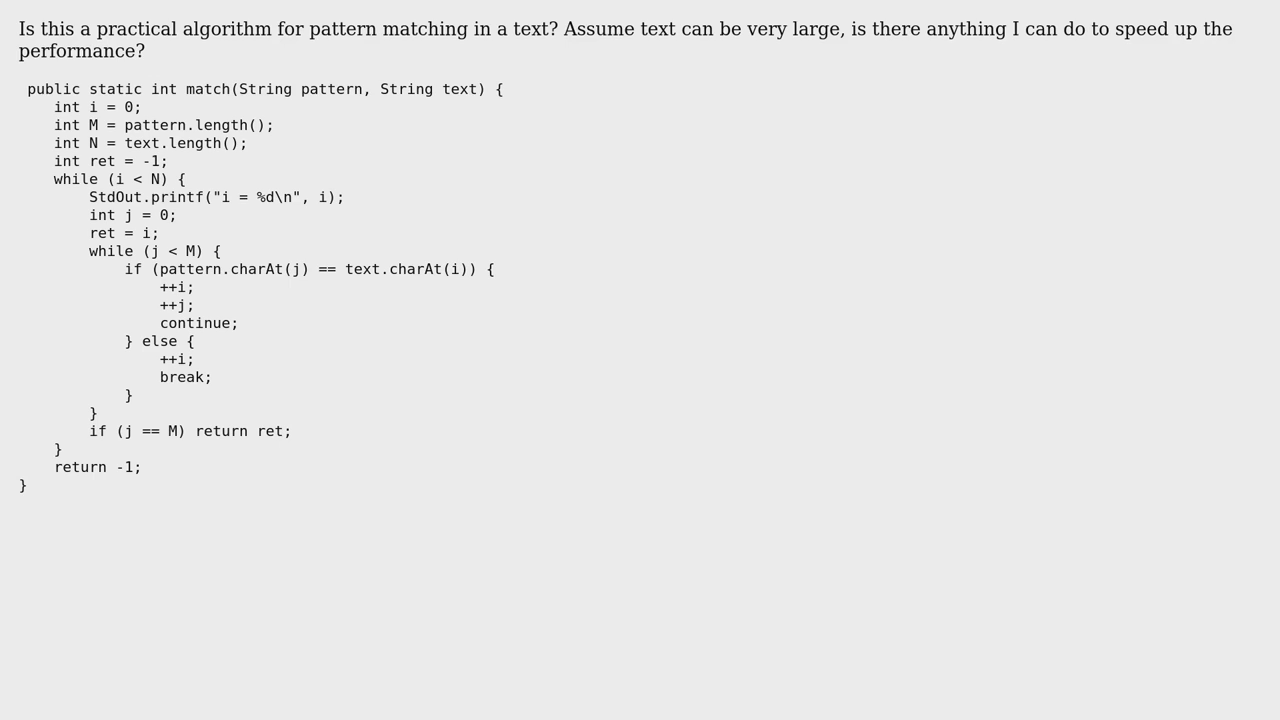 Is this a practical algorithm for pattern matching in a text? Assume text can be very large, is there anything I can do to speed up the
performance?
public static int match(String pattern, String text) {
    int i = 0;
    int M = pattern.length();
    int N = text.length();
    int ret = -1;
    while (i < N) {
        StdOut.printf("i = %d\n", i);
        int j = 0;
        ret = i;
        while (j < M) {
            if (pattern.charAt(j) == text.charAt(i)) {
                ++i;
                ++j;
                continue;
            } else {
                ++i;
                break;
            }
        }
        if (j == M) return ret;
    }
    return -1;
}